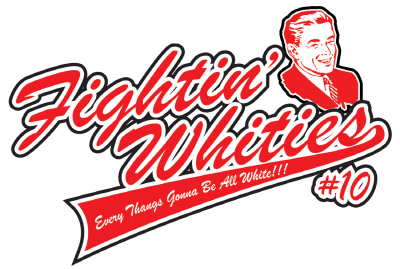 Fightin'
Whities
Every Thangs Gonna Be All White!!!
#10